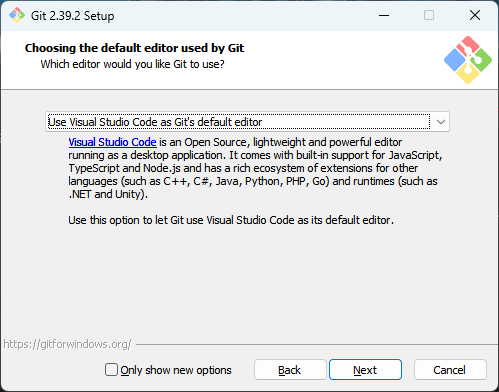 Git 2.39.2 Setup
Choosing the default editor used by Git
Which editor would you like Git to use?
Use Visual Studio Code as Git's default editor
Visual Studio Code is an Open Source, lightweight and powerful editor
running as a desktop application. It comes with built-in support for JavaScript,
TypeScript and Node.js and has a rich ecosystem of extensions for other
languages (such as C++, C#, Java, Python, PHP, Go) and runtimes (such as
.NET and Unity).
Use this option to let Git use Visual Studio Code as its default editor.
https://gitforwindows.org/
Only show new options
Back
Next
Cancel